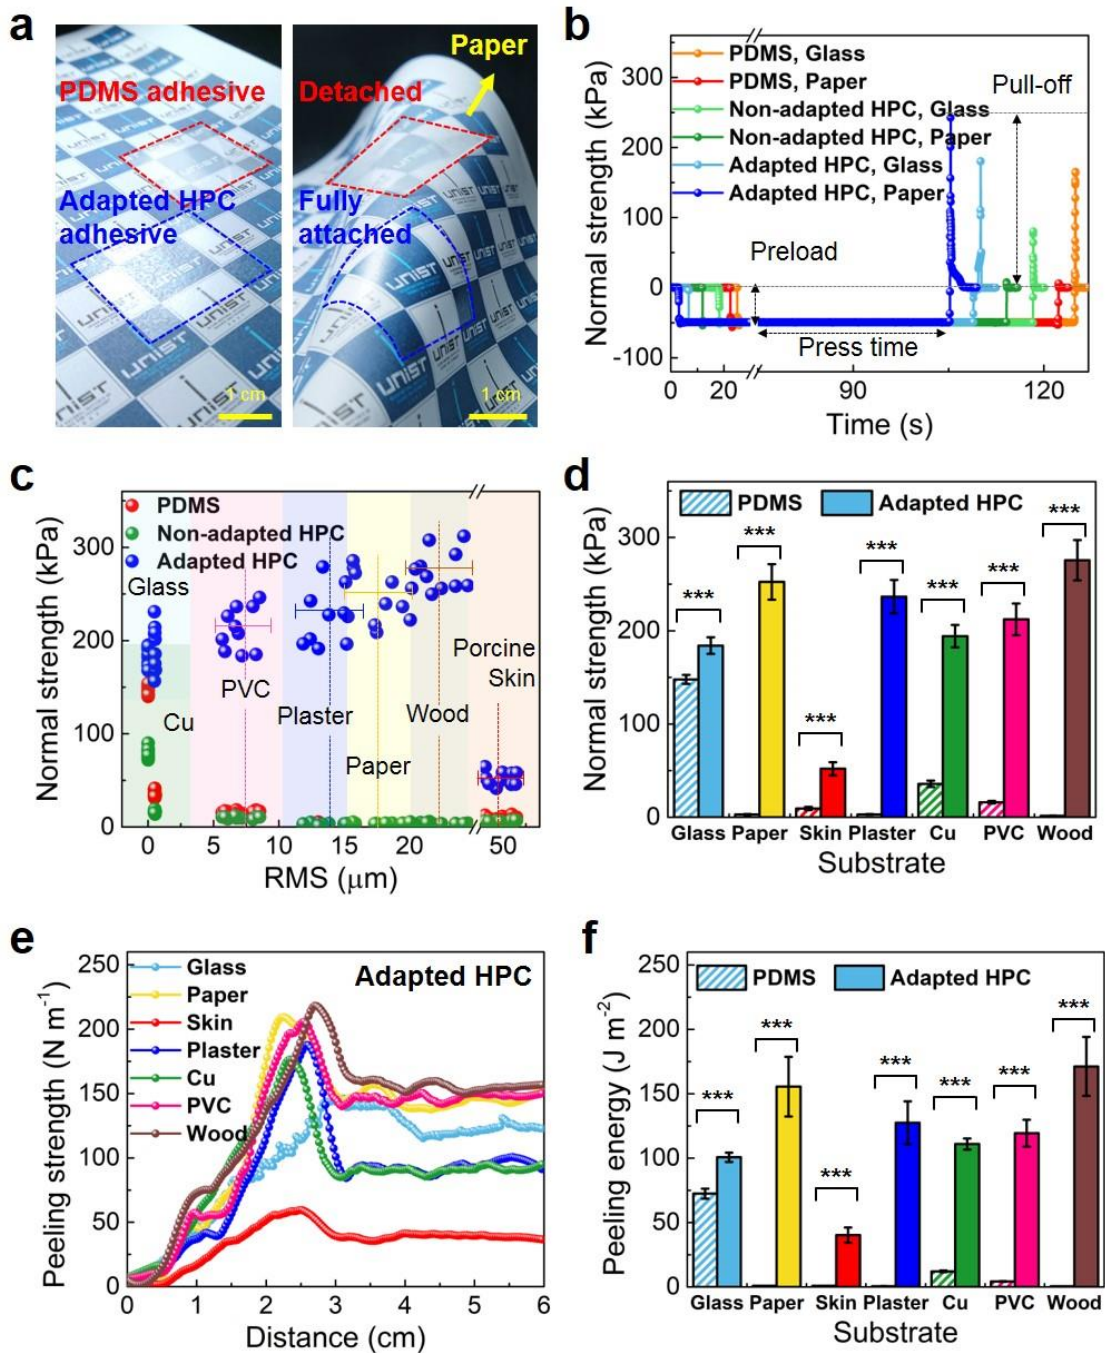 a
PDMS adhesive
Adapted HPC
adhesive
unist
1 cm
Paper
Detached
Fully
attached
unist
1 cm
b
Normal strength (kPa)
300
200
100
0
-100
PDMS, Glass
PDMS, Paper
Non-adapted HPC, Glass
Non-adapted HPC, Paper
Adapted HPC, Glass
Adapted HPC, Paper
Pull-off
Preload
Press time
0 20 90 120
Time (s)
c
Normal strength (kPa)
300
200
100
0
PDMS
Non-adapted HPC
Adapted HPC
Glass
Cu
PVC
Plaster
Paper
Wood
Porcine
Skin
0 5 10 15 20 50
RMS (μm)
d
Normal strength (kPa)
300
200
100
0
PDMS Adapted HPC
*** *** *** *** *** *** ***
Glass Paper Skin Plaster Cu PVC Wood
Substrate
e
Peeling strength (N m⁻¹)
250
200
150
100
50
0
Glass
Paper
Skin
Plaster
Cu
PVC
Wood
Adapted HPC
0 1 2 3 4 5 6
Distance (cm)
f
Peeling energy (J m⁻²)
250
200
150
100
50
0
PDMS Adapted HPC
*** *** *** *** *** *** ***
Glass Paper Skin Plaster Cu PVC Wood
Substrate